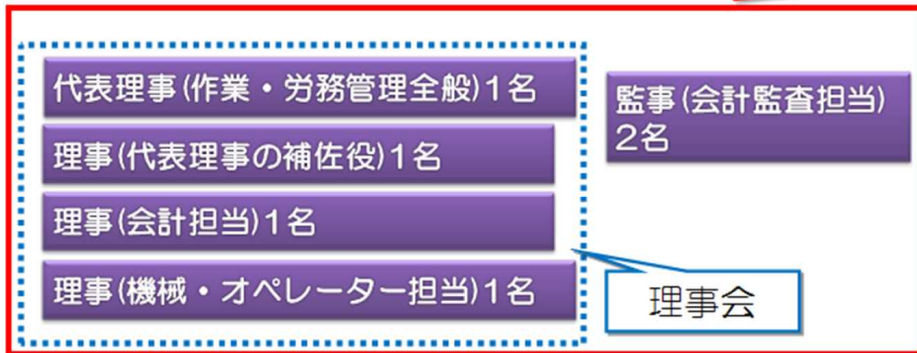 代表理事(作業・労務管理全般)1名
理事(代表理事の補佐役)1名
理事(会計担当)1名
理事(機械・オペレーター担当)1名
監事(会計監査担当)
2名
理事会